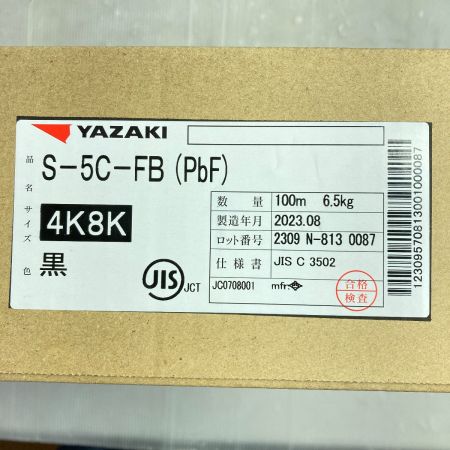 YAZAKI
品名 S-5C-FB (PbF)
サイズ 4K8K
色 黒
JIS JCT
数量 100m 6.5kg
製造年月 2023.08
ロット番号 2309 N-813 0087
仕様書 JIS C 3502
JC0708001 mfr
合格
検査
12309570813001000087